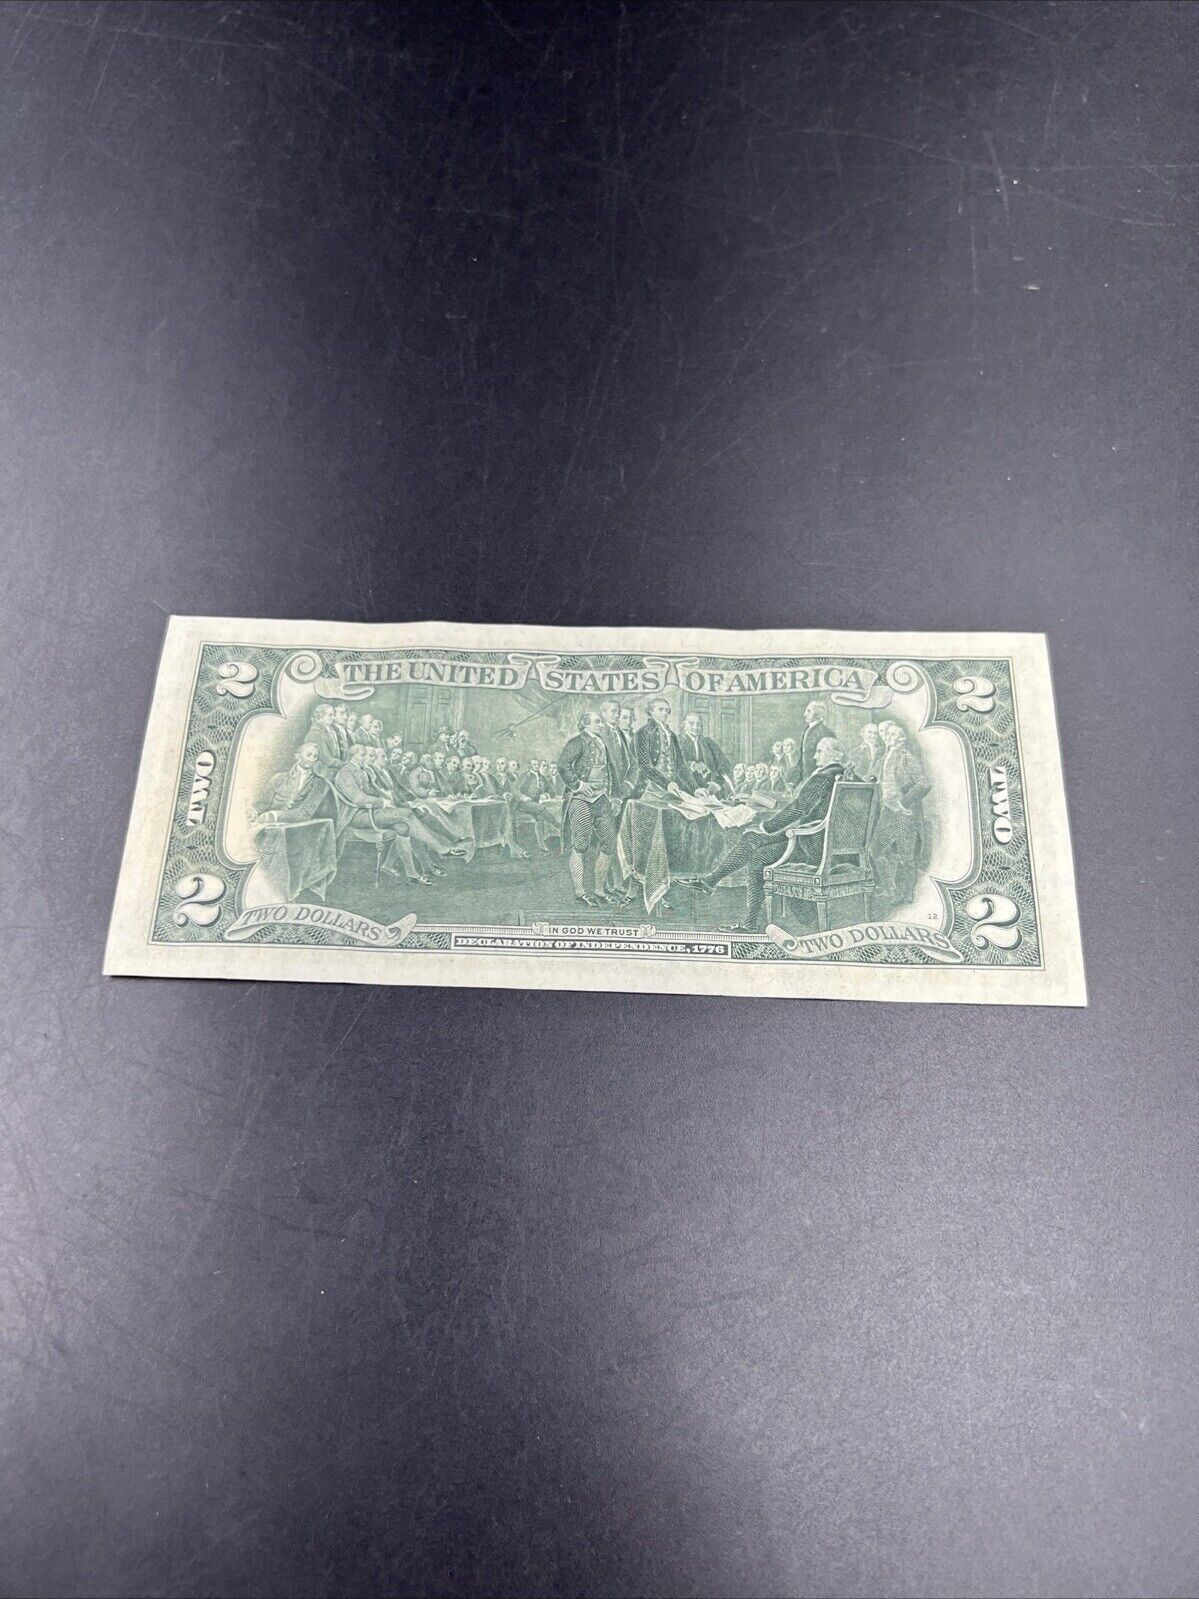 2 THE UNITED STATES OF AMERICA 2
TWO TWO
2 TWO DOLLARS 12 TWO DOLLARS 2
IN GOD WE TRUST
DECLARATION OF INDEPENDENCE, 1776